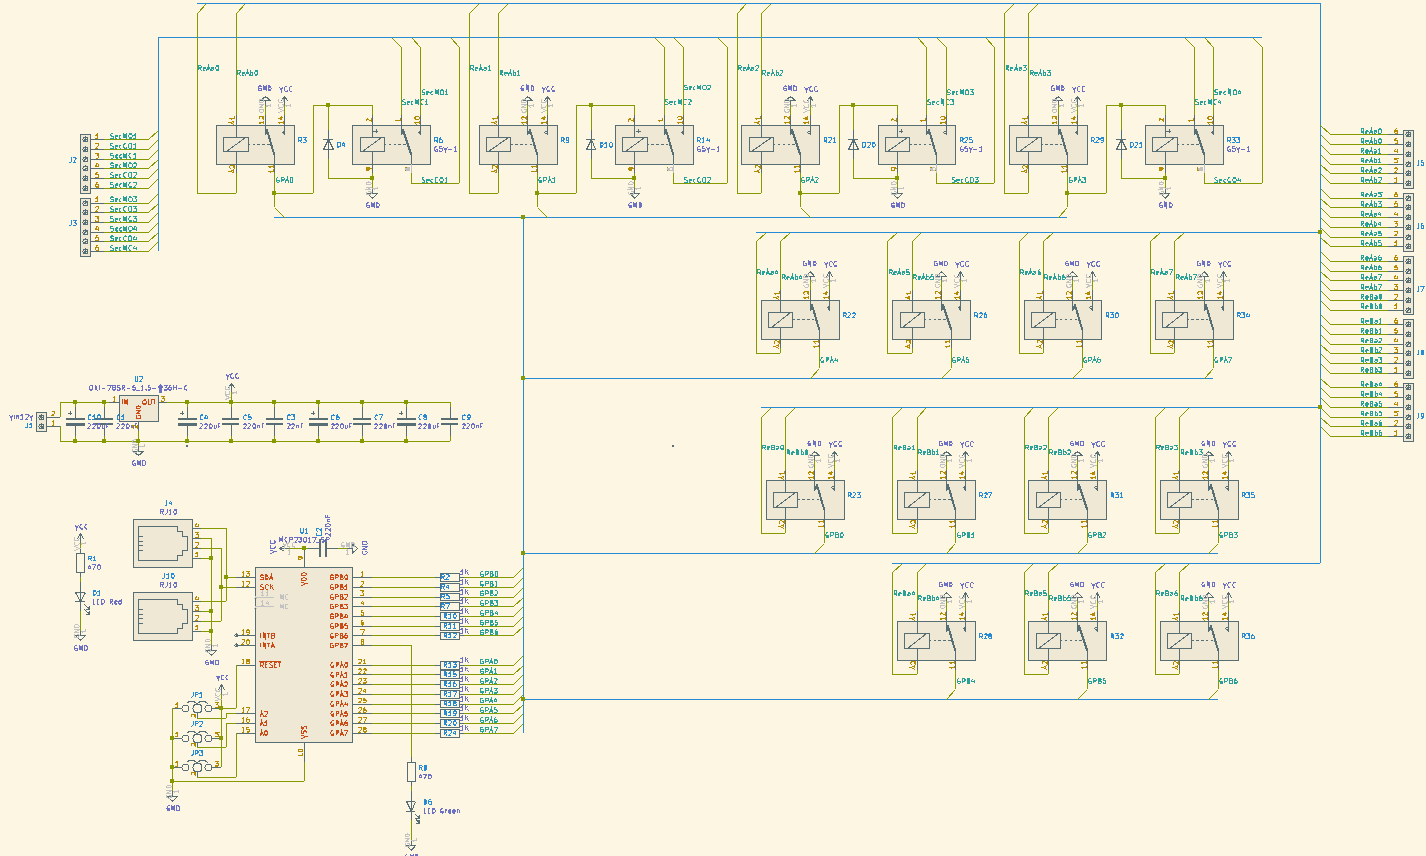 ReAa0
ReAb0
ReAa1
ReAb1
ReAa2
ReAb2
ReAa3
ReAb3
GND VCC
SecMO1
SecMC1
GND VCC
SecMO2
SecMC2
GND VCC
SecMO3
GND VCC
SecMO4
SecMC4
R3
D4
R6
G5Y-1
R9
D19
R14
G5Y-1
R21
D20
R25
G5Y-1
R29
D21
R33
G5Y-1
GPA0
SecCO1
GPA1
SecCO2
GPA2
SecCO3
GPA3
SecCO4
GND
GND
GND
GND
GND
GND
GND
GND
J2
1 SecMO1
2 SecCO1
3 SecMC1
4 SecMO2
5 SecCO2
6 SecMC2
J3
1 SecMO3
2 SecCO3
3 SecMC3
4 SecMO4
5 SecCO4
6 SecMC4
ReAa0 6
ReAb0 5
ReAa1 4
ReAb1 3
ReAa2 2
ReAb2 1
J5
ReAa3 6
ReAb3 5
ReAa4 4
ReAb4 3
ReAa5 2
ReAb5 1
J6
ReAa6 6
ReAb6 5
ReAa7 4
ReAb7 3
ReBa0 2
ReBb0 1
J7
ReBa1 6
ReBb1 5
ReBa2 4
ReBb2 3
ReBa3 2
ReBb3 1
J8
ReBa4 6
ReBb4 5
ReBa5 4
ReBb5 3
ReBa6 2
ReBb6 1
J9
GND VCC
GND VCC
GND VCC
GND VCC
ReAa4
ReAb4
ReAa5
ReAb5
ReAa6
ReAb6
ReAa7
ReAb7
R22
R26
R30
R34
GPA4
GPA5
GPA6
GPA7
U2
VCC
IN
OUT
GND
Vin12V
J1
C10
C1
C4
220uF
C5
220nF
C3
22nF
C6
220uF
C7
220nF
C8
220uF
C9
220nF
GND
GND VCC
GND VCC
GND VCC
GND VCC
ReBa0
ReBb0
ReBa1
ReBb1
ReBa2
ReBb2
ReBa3
ReBb3
R23
R27
R31
R35
GPB0
GPB1
GPB2
GPB3
J4
RJ10
J10
RJ10
VCC
R1
470
D1
LED Red
GND
GND
U1
MCP23017_SP
C2
220nF
VCC
GND
VDD
13 SDA
12 SCK
NC
NC
19 INTB
20 INTA
18 RESET
17 A2
16 A1
15 A0
VSS
10
GPB0 1 R2 1K GPB0
GPB1 2 R4 1K GPB1
GPB2 3 R5 1K GPB2
GPB3 4 R7 1K GPB3
GPB4 5 R10 1K GPB4
GPB5 6 R11 1K GPB5
GPB6 7 R12 1K GPB6
GPB7 8
GPA0 21 R13 1K GPA0
GPA1 22 R15 1K GPA1
GPA2 23 R16 1K GPA2
GPA3 24 R17 1K GPA3
GPA4 25 R18 1K GPA4
GPA5 26 R19 1K GPA5
GPA6 27 R20 1K GPA6
GPA7 28 R24 1K GPA7
VCC
JP1
JP2
JP3
GND
R8
470
D6
LED Green
GND
GND VCC
GND VCC
GND VCC
ReBa4
ReBb4
ReBa5
ReBb5
ReBa6
ReBb6
R28
R32
R36
GPB4
GPB5
GPB6